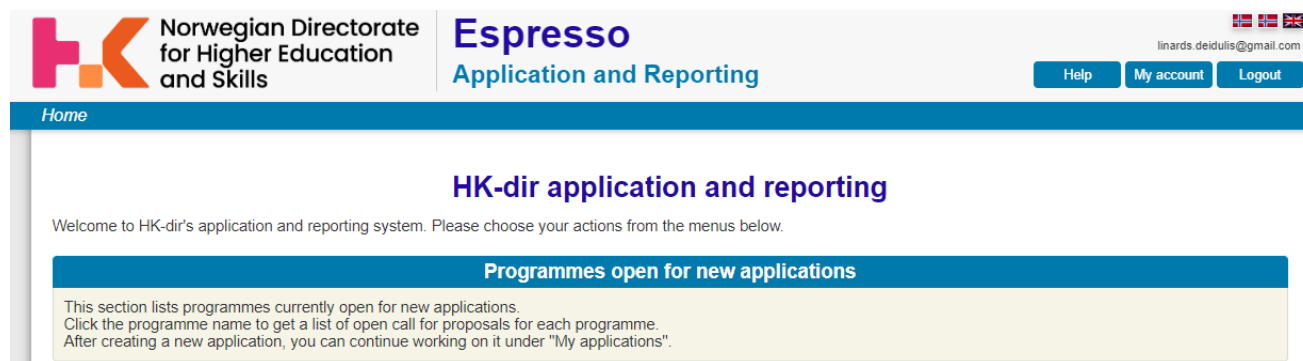 Norwegian Directorate
for Higher Education
and Skills
Espresso
Application and Reporting
linards.deidulis@gmail.com
Help
My account
Logout
Home
HK-dir application and reporting
Welcome to HK-dir's application and reporting system. Please choose your actions from the menus below.
Programmes open for new applications
This section lists programmes currently open for new applications.
Click the programme name to get a list of open call for proposals for each programme.
After creating a new application, you can continue working on it under "My applications".